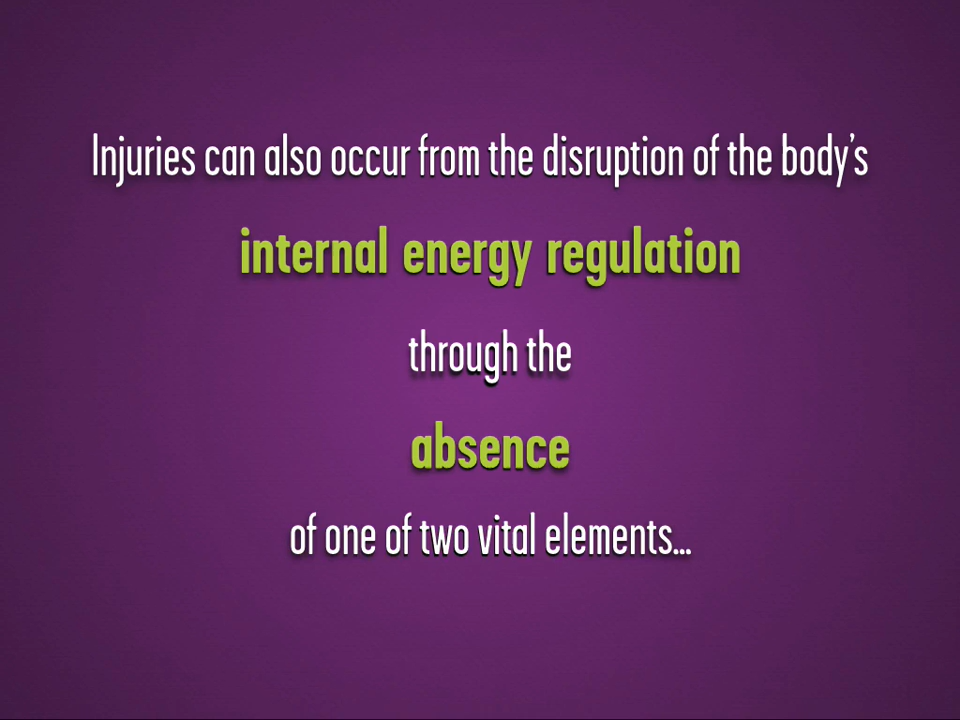 Injuries can also occur from the disruption of the body’s
internal energy regulation
through the
absence
of one of two vital elements...